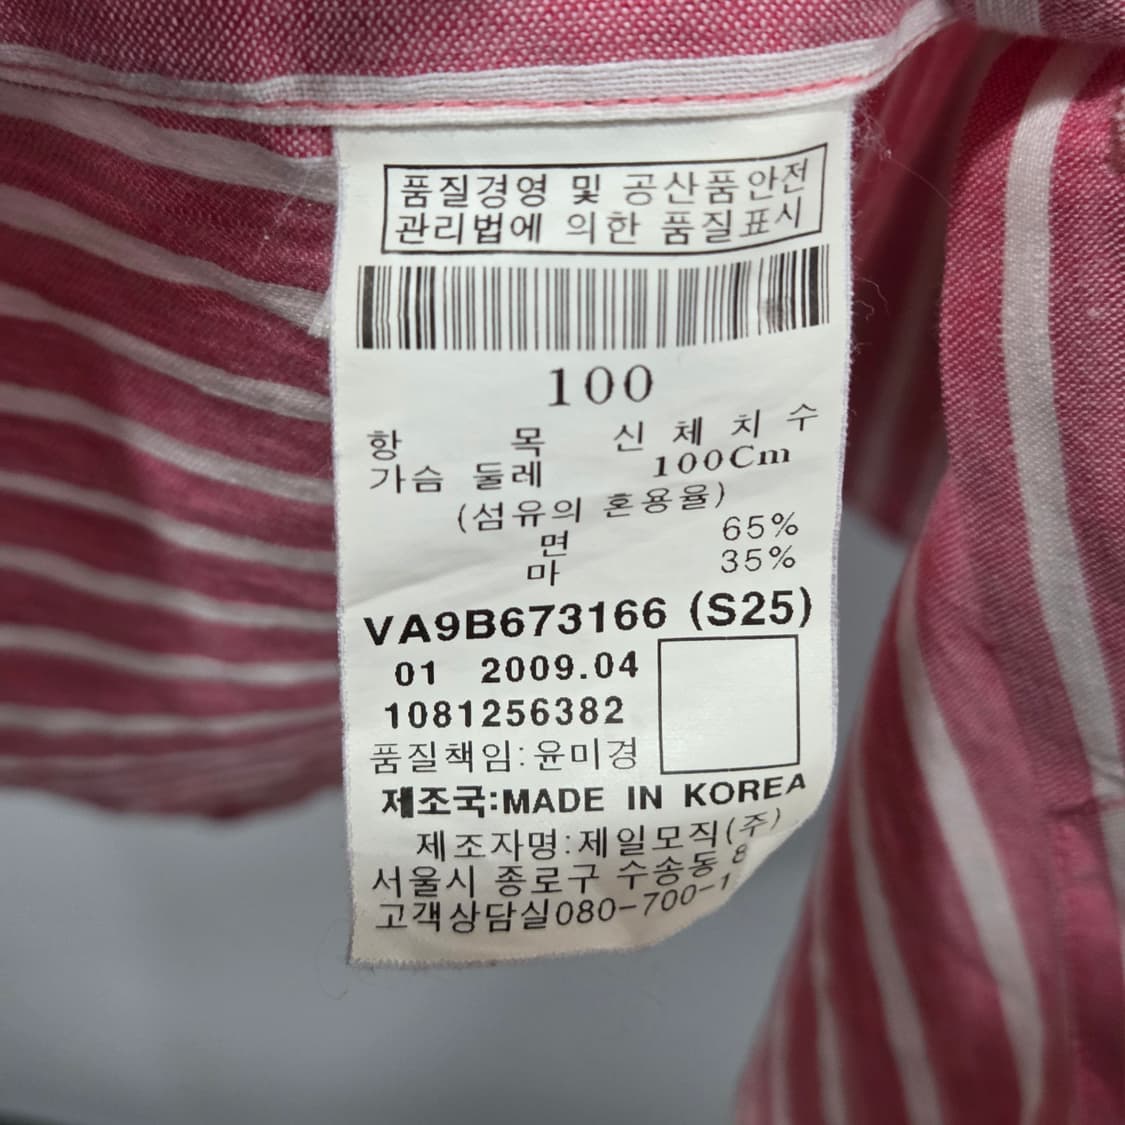 품질경영 및 공산품안전
관리법에 의한 품질표시
100
항 목 신 체 치 수
가슴 둘레 100Cm
(섬유의 혼용율)
면 65%
마 35%
VA9B673166 (S25)
01 2009.04
1081256382
품질책임:윤미경
제조국:MADE IN KOREA
제조자명:제일모직(주)
서울시 종로구 수송동 8
고객상담실080-700-1